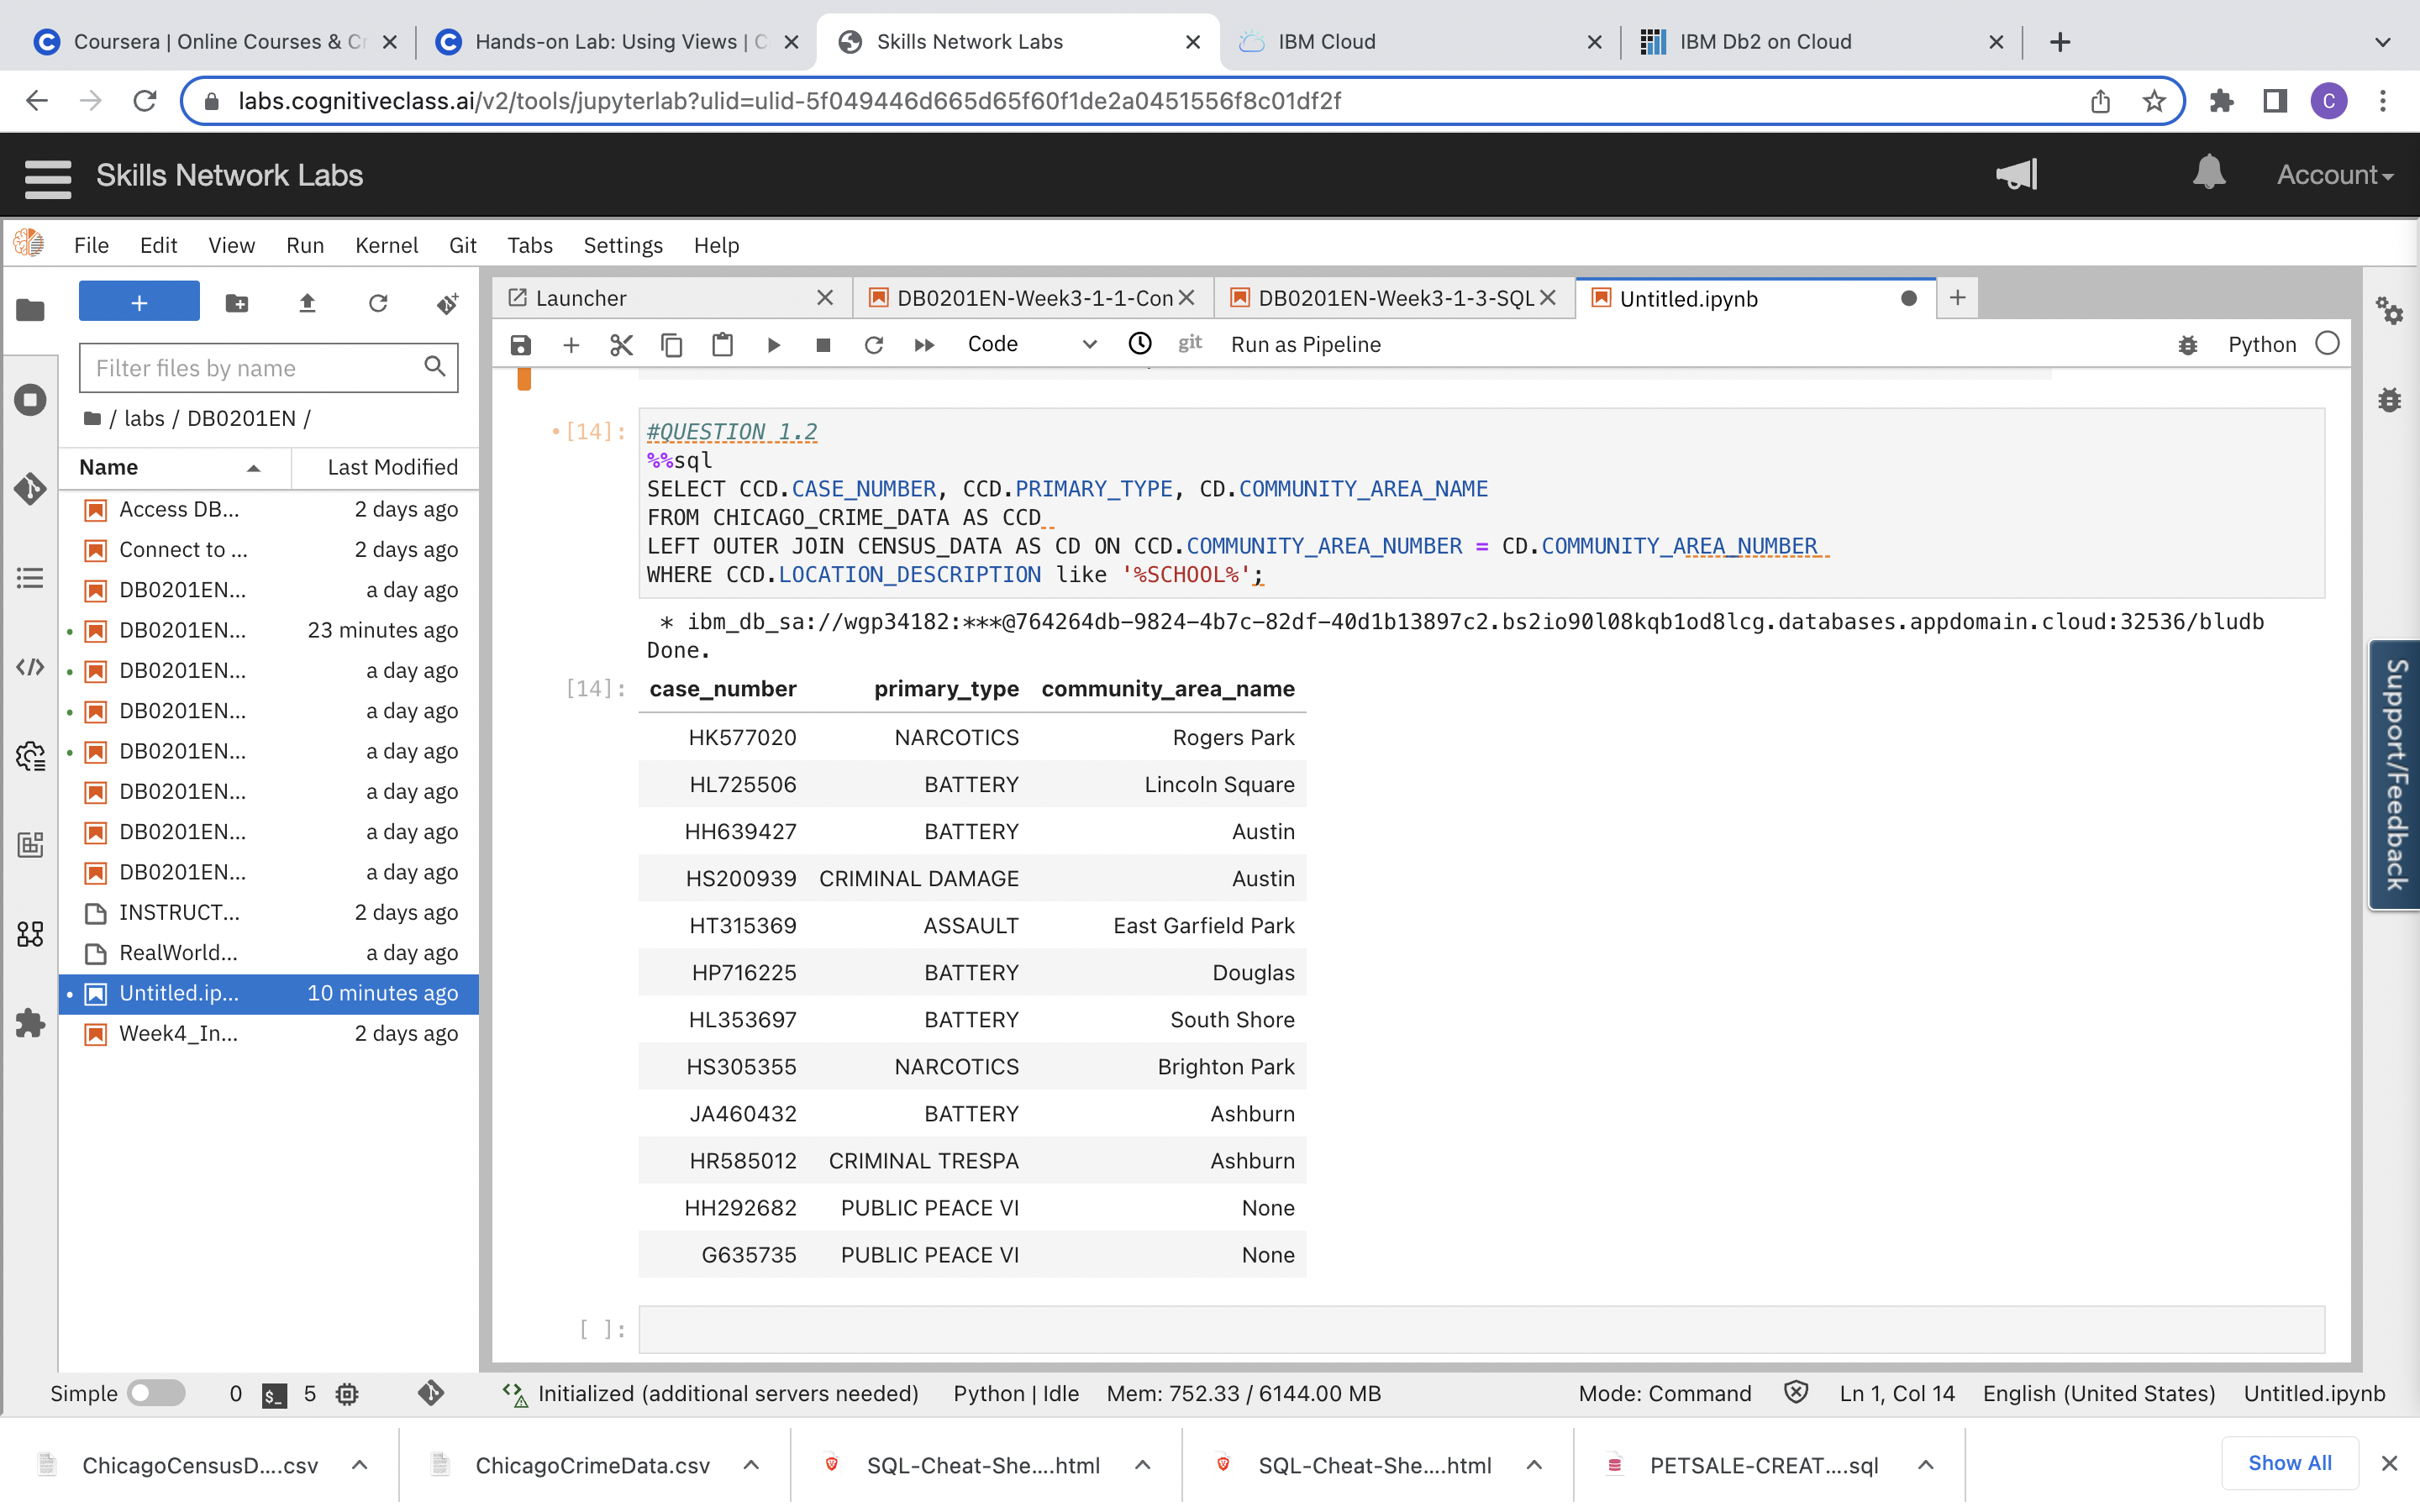 Coursera | Online Courses & Cr
Hands-on Lab: Using Views | C
Skills Network Labs
IBM Cloud
IBM Db2 on Cloud
labs.cognitiveclass.ai/v2/tools/jupyterlab?ulid=ulid-5f049446d665d65f60f1de2a0451556f8c01df2f
C
Skills Network Labs
Account
File Edit View Run Kernel Git Tabs Settings Help
Launcher
DB0201EN-Week3-1-1-Con
DB0201EN-Week3-1-3-SQL
Untitled.ipynb
Code
git
Run as Pipeline
Python
Filter files by name
/ labs / DB0201EN /
Name Last Modified
Access DB... 2 days ago
Connect to ... 2 days ago
DB0201EN... a day ago
DB0201EN... 23 minutes ago
DB0201EN... a day ago
DB0201EN... a day ago
DB0201EN... a day ago
DB0201EN... a day ago
DB0201EN... a day ago
DB0201EN... a day ago
INSTRUCT... 2 days ago
RealWorld... a day ago
Untitled.ip... 10 minutes ago
Week4_In... 2 days ago
[14]: #QUESTION 1.2
%%sql
SELECT CCD.CASE_NUMBER, CCD.PRIMARY_TYPE, CD.COMMUNITY_AREA_NAME
FROM CHICAGO_CRIME_DATA AS CCD
LEFT OUTER JOIN CENSUS_DATA AS CD ON CCD.COMMUNITY_AREA_NUMBER = CD.COMMUNITY_AREA_NUMBER
WHERE CCD.LOCATION_DESCRIPTION like '%SCHOOL%';
* ibm_db_sa://wgp34182:***@764264db-9824-4b7c-82df-40d1b13897c2.bs2io90l08kqb1od8lcg.databases.appdomain.cloud:32536/bludb
Done.
[14]: case_number primary_type community_area_name
HK577020 NARCOTICS Rogers Park
HL725506 BATTERY Lincoln Square
HH639427 BATTERY Austin
HS200939 CRIMINAL DAMAGE Austin
HT315369 ASSAULT East Garfield Park
HP716225 BATTERY Douglas
HL353697 BATTERY South Shore
HS305355 NARCOTICS Brighton Park
JA460432 BATTERY Ashburn
HR585012 CRIMINAL TRESPA Ashburn
HH292682 PUBLIC PEACE VI None
G635735 PUBLIC PEACE VI None
[ ]:
Support/Feedback
Simple 0 $_ 5 Initialized (additional servers needed) Python | Idle Mem: 752.33 / 6144.00 MB Mode: Command Ln 1, Col 14 English (United States) Untitled.ipynb
ChicagoCensusD....csv
ChicagoCrimeData.csv
SQL-Cheat-She....html
SQL-Cheat-She....html
PETSALE-CREAT....sql
Show All